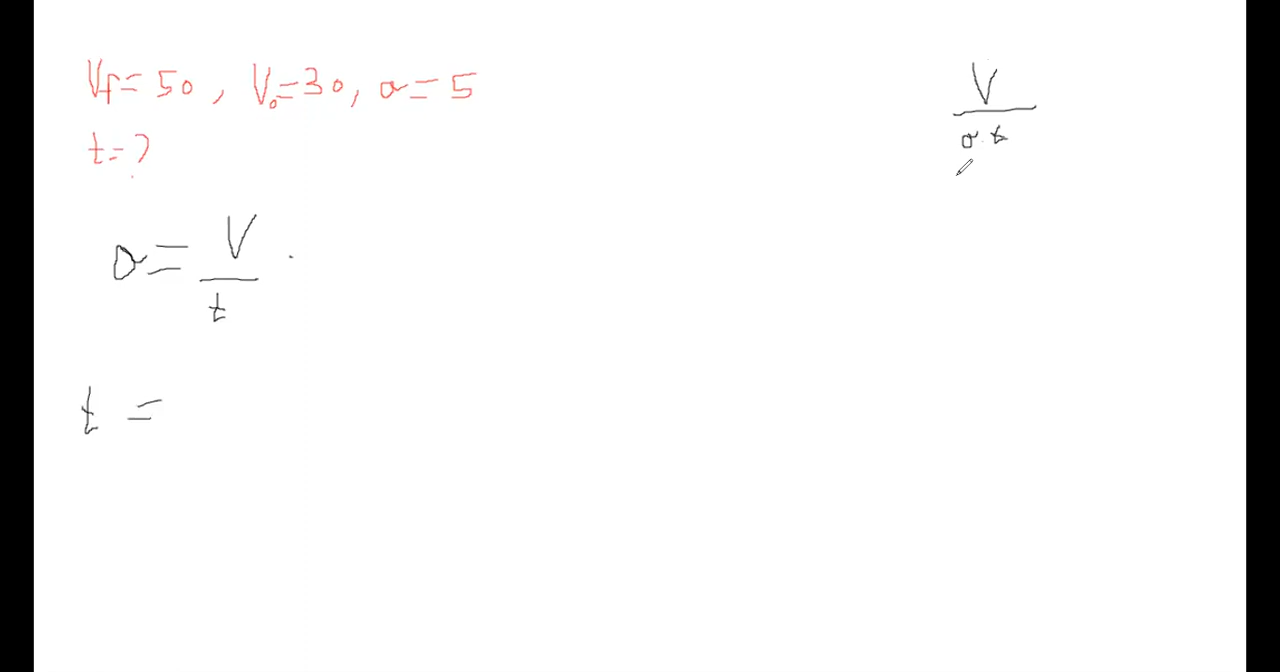 Vf = 50 , V₀ = 30, a = 5
t = ?
a = V
t
t =
V
a t